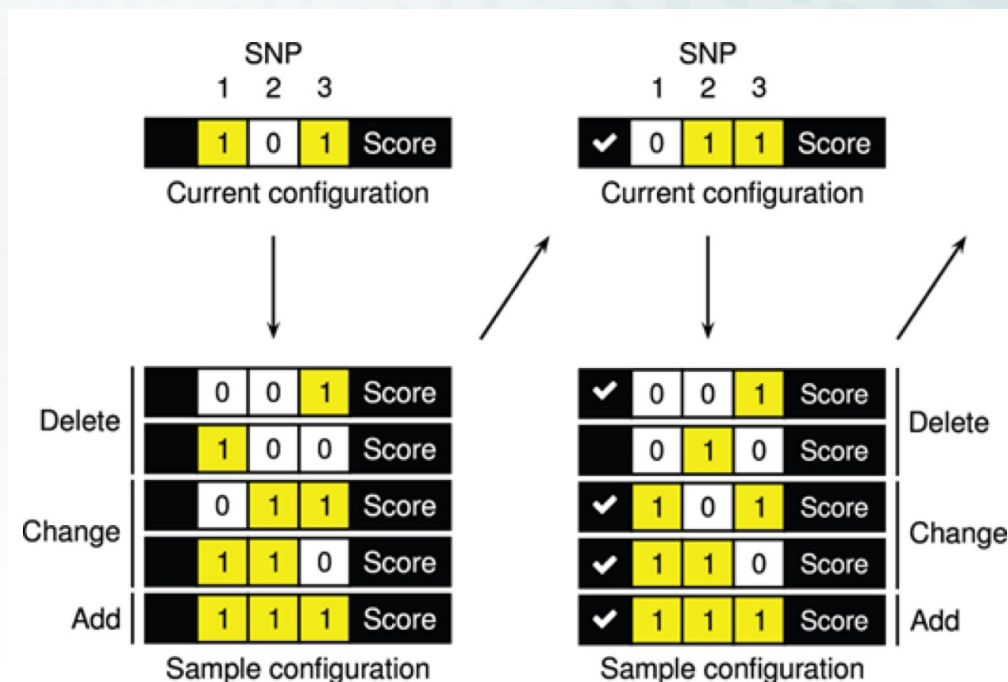 SNP
1 2 3
1 0 1 Score
Current configuration
Delete
0 0 1 Score
1 0 0 Score
Change
0 1 1 Score
1 1 0 Score
Add
1 1 1 Score
Sample configuration
SNP
1 2 3
✓ 0 1 1 Score
Current configuration
✓ 0 0 1 Score
0 1 0 Score
Delete
✓ 1 0 1 Score
✓ 1 1 0 Score
Change
✓ 1 1 1 Score
Add
Sample configuration